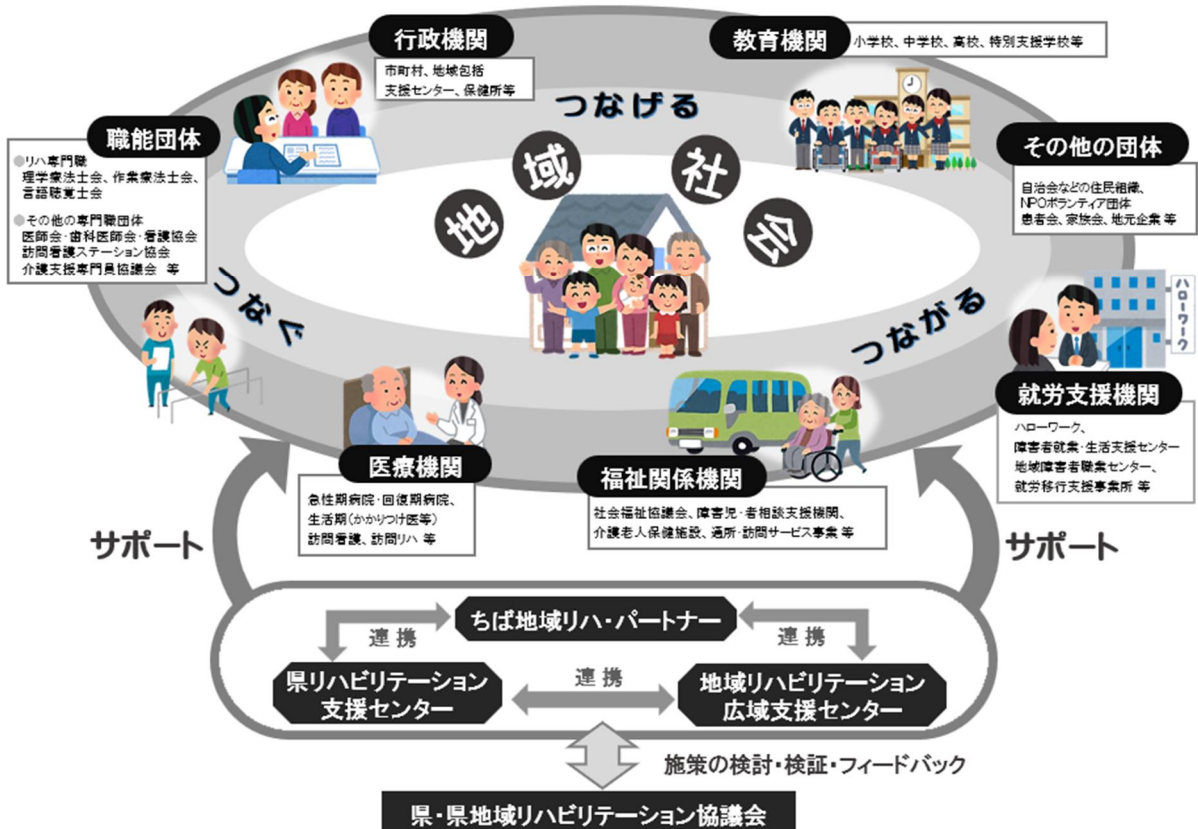 行政機関
市町村、地域包括
支援センター、保健所等
教育機関
小学校、中学校、高校、特別支援学校等
つなげる
職能団体
●リハ専門職
理学療法士会、作業療法士会、
言語聴覚士会
●その他の専門職団体
医師会・歯科医師会・看護協会
訪問看護ステーション協会
介護支援専門員協議会 等
地域社会
その他の団体
自治会などの住民組織、
NPOボランティア団体
患者会、家族会、地元企業 等
つなぐ
つながる
ハローワーク
就労支援機関
ハローワーク、
障害者就業・生活支援センター
地域障害者職業センター、
就労移行支援事業所 等
医療機関
急性期病院・回復期病院、
生活期(かかりつけ医等)
訪問看護、訪問リハ 等
福祉関係機関
社会福祉協議会、障害児・者相談支援機関、
介護老人保健施設、通所・訪問サービス事業 等
サポート
サポート
ちば地域リハ・パートナー
連携
連携
県リハビリテーション
支援センター
連携
地域リハビリテーション
広域支援センター
施策の検討・検証・フィードバック
県・県地域リハビリテーション協議会